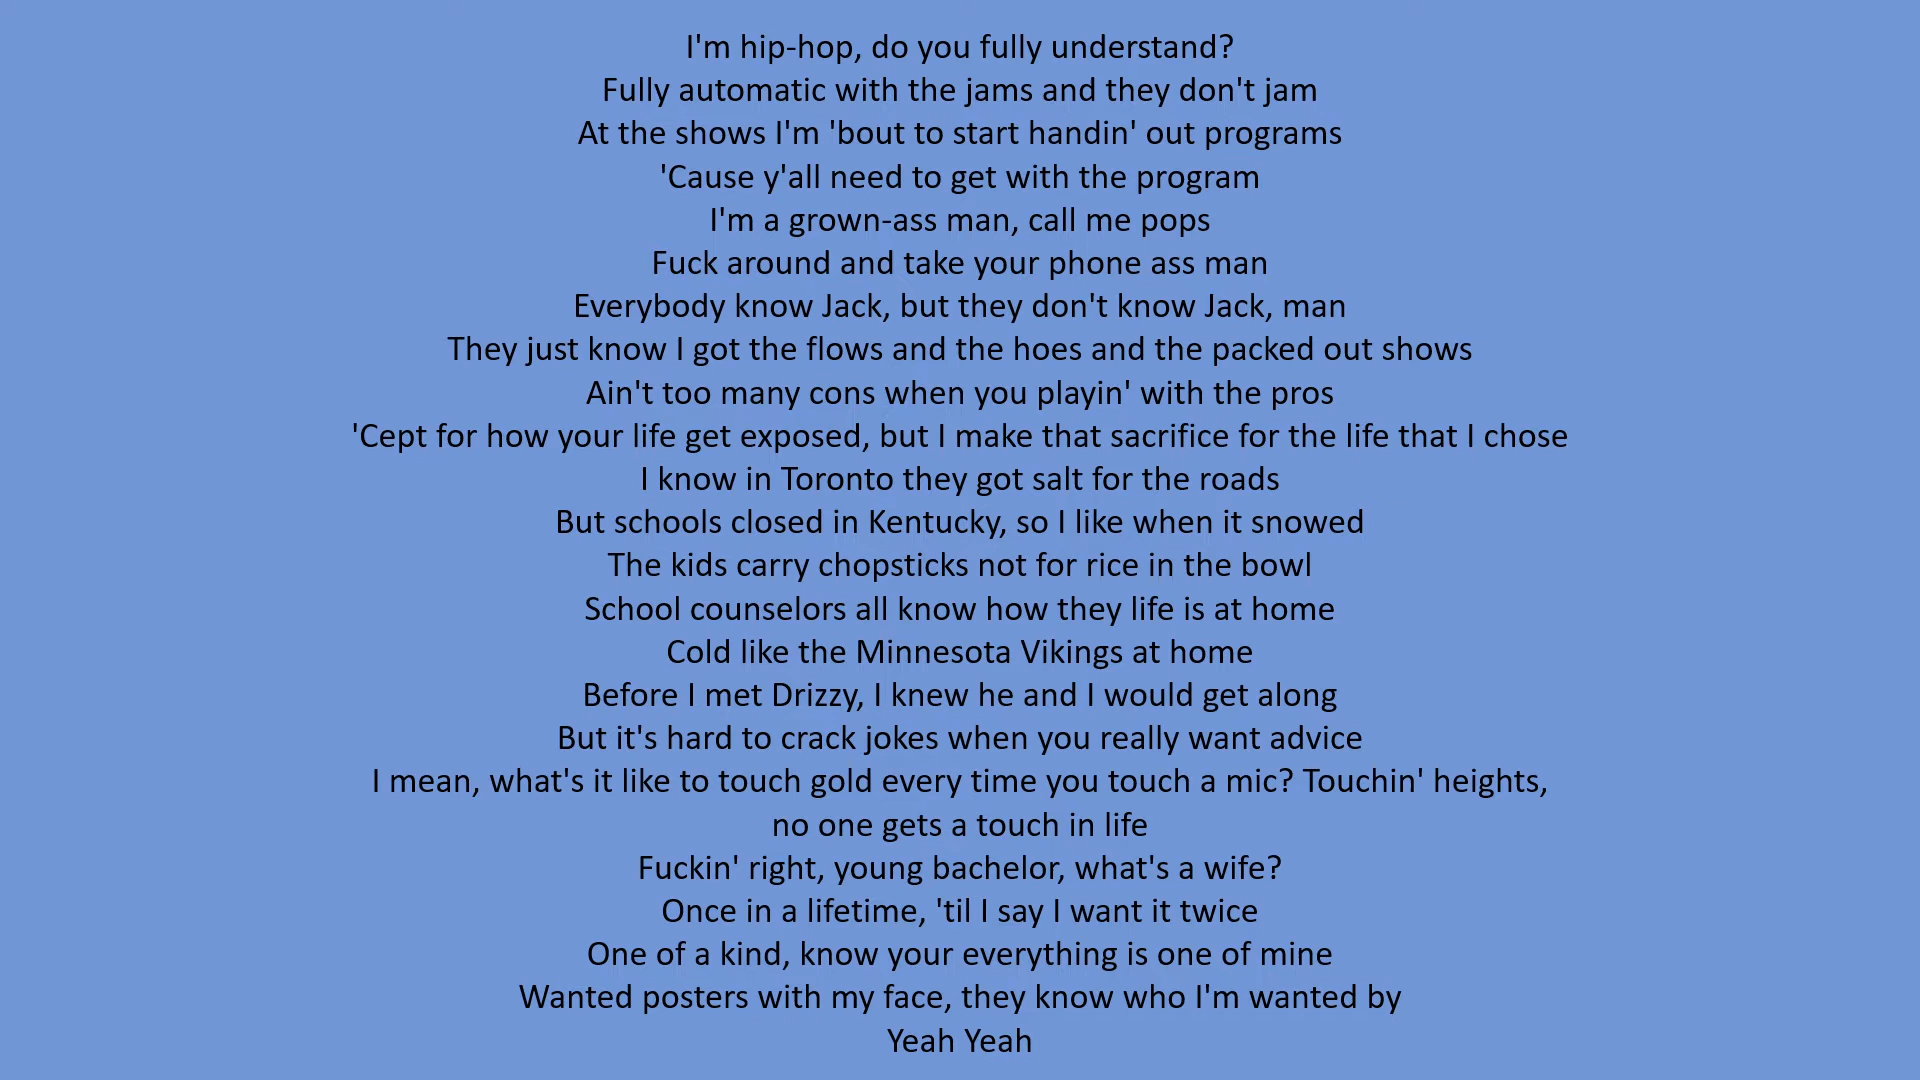 I'm hip-hop, do you fully understand?
Fully automatic with the jams and they don't jam
At the shows I'm 'bout to start handin' out programs
'Cause y'all need to get with the program
I'm a grown-ass man, call me pops
Fuck around and take your phone ass man
Everybody know Jack, but they don't know Jack, man
They just know I got the flows and the hoes and the packed out shows
Ain't too many cons when you playin' with the pros
'Cept for how your life get exposed, but I make that sacrifice for the life that I chose
I know in Toronto they got salt for the roads
But schools closed in Kentucky, so I like when it snowed
The kids carry chopsticks not for rice in the bowl
School counselors all know how they life is at home
Cold like the Minnesota Vikings at home
Before I met Drizzy, I knew he and I would get along
But it's hard to crack jokes when you really want advice
I mean, what's it like to touch gold every time you touch a mic? Touchin' heights,
no one gets a touch in life
Fuckin' right, young bachelor, what's a wife?
Once in a lifetime, 'til I say I want it twice
One of a kind, know your everything is one of mine
Wanted posters with my face, they know who I'm wanted by
Yeah Yeah